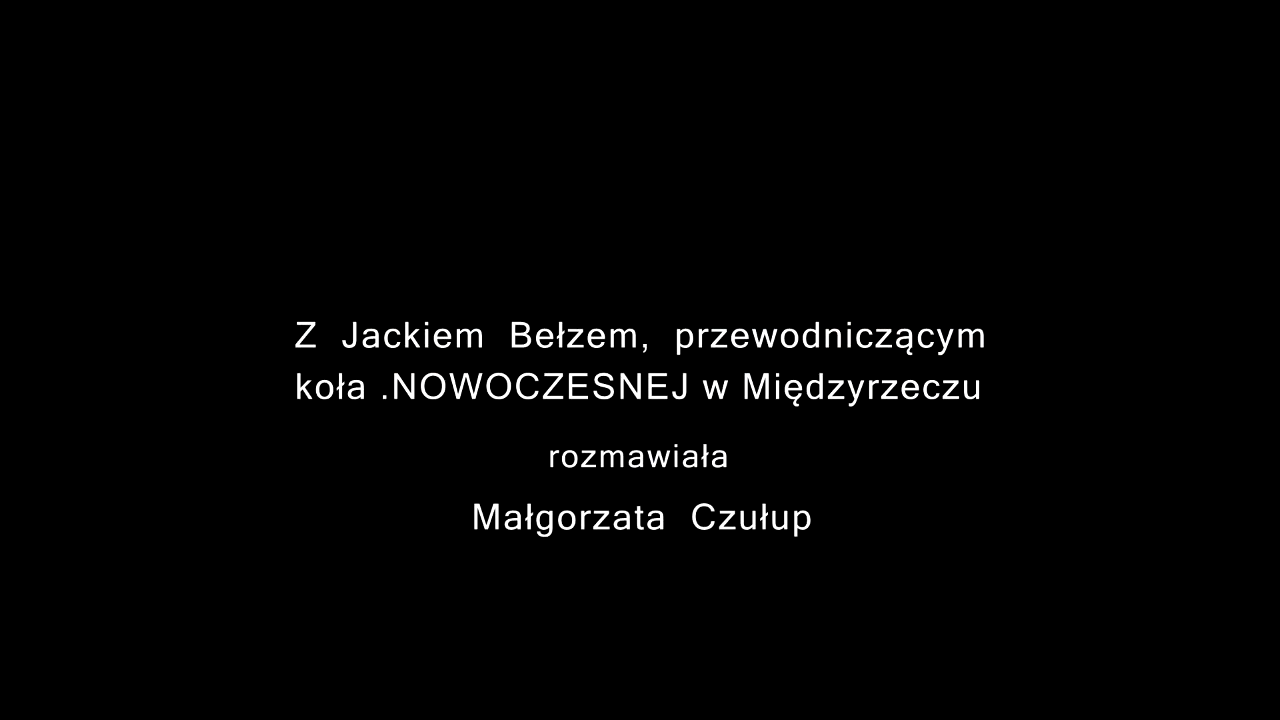 Z Jackiem Bełzem, przewodniczącym
koła .NOWOCZESNEJ w Międzyrzeczu
rozmawiała
Małgorzata Czułup